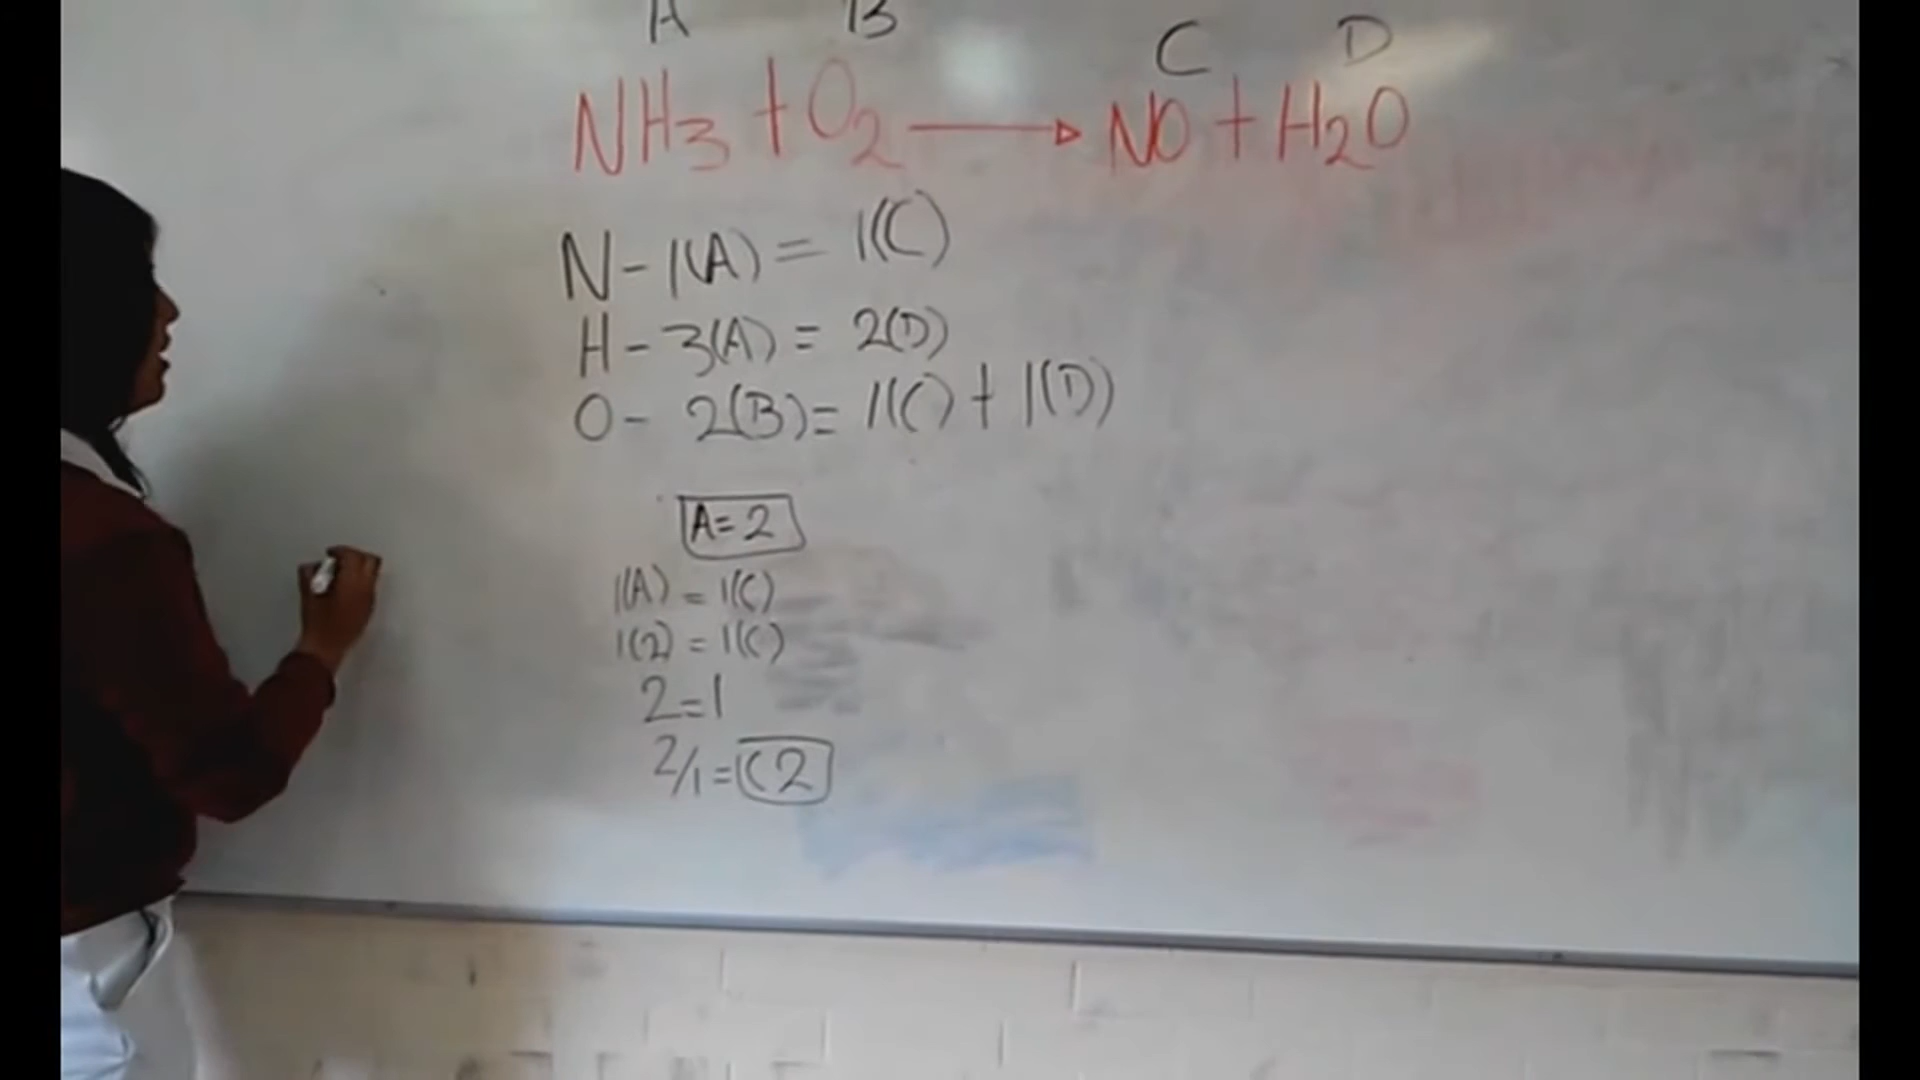 A B C D
NH3 + O2 → NO + H2O
N - 1(A) = 1(C)
H - 3(A) = 2(D)
O - 2(B) = 1(C) + 1(D)
A = 2
1(A) = 1(C)
1(2) = 1(C)
2 = 1
2/1 = C 2